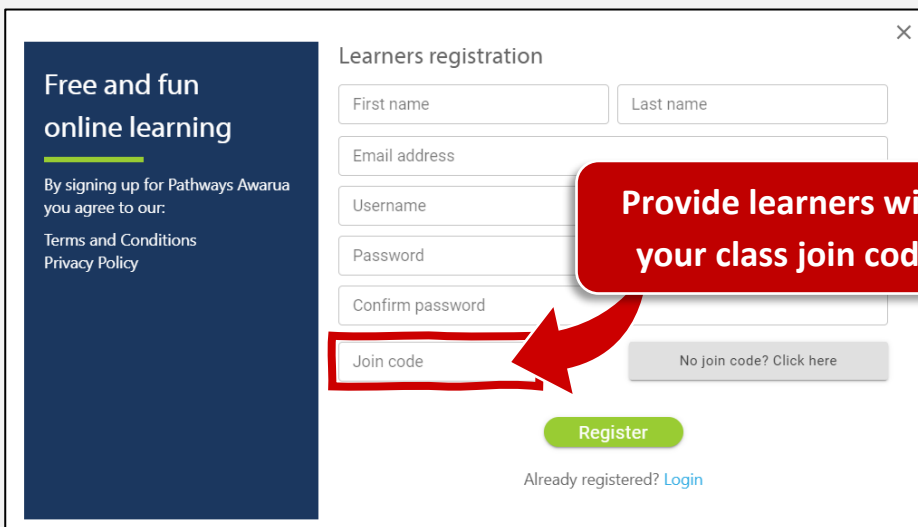 Free and fun
online learning
By signing up for Pathways Awarua
you agree to our:
Terms and Conditions
Privacy Policy
Learners registration
First name
Last name
Email address
Username
Password
Confirm password
Join code
No join code? Click here
Register
Already registered? Login
Provide learners
your class join